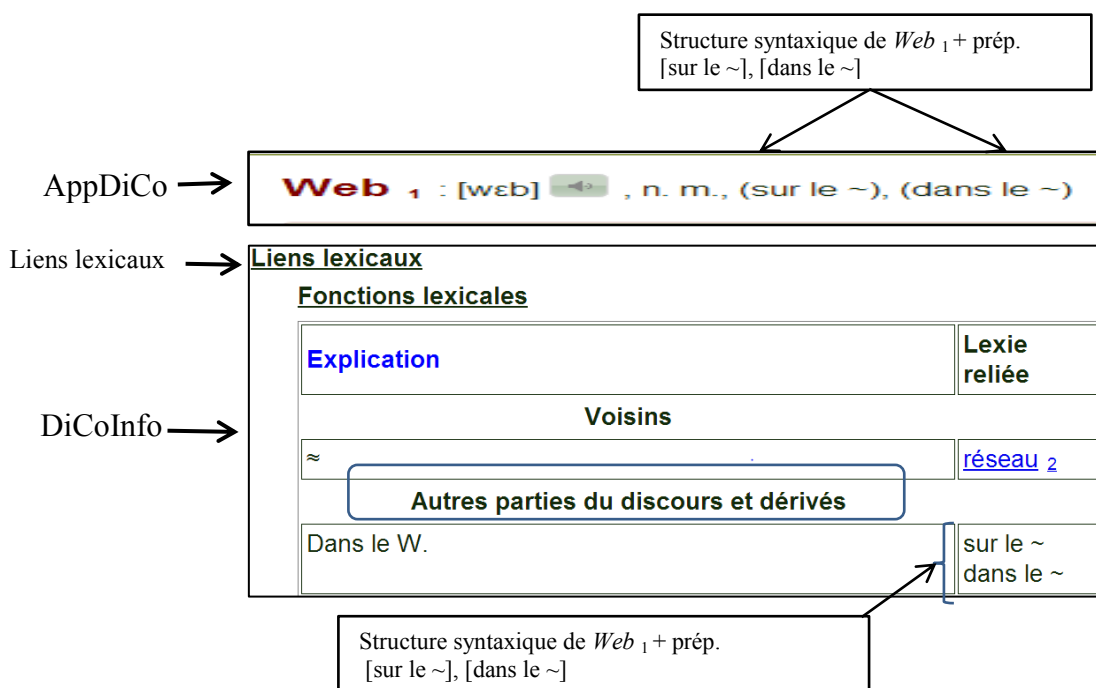 Structure syntaxique de Web 1 + prép.
[sur le ~], [dans le ~]
AppDiCo
Web 1 : [wɛb] , n. m., (sur le ~), (dans le ~)
Liens lexicaux
Liens lexicaux
Fonctions lexicales
Explication
Lexie
reliée
DiCoInfo
Voisins
≈
réseau 2
Autres parties du discours et dérivés
Dans le W.
sur le ~
dans le ~
Structure syntaxique de Web 1 + prép.
[sur le ~], [dans le ~]